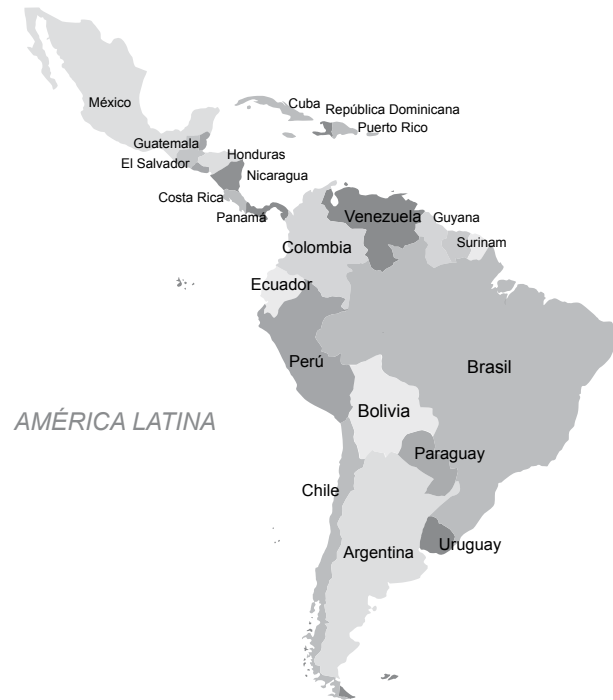 México
Cuba
República Dominicana
Puerto Rico
Guatemala
El Salvador
Honduras
Nicaragua
Costa Rica
Panamá
Venezuela
Guyana
Surinam
Colombia
Ecuador
Perú
Brasil
Bolivia
AMÉRICA LATINA
Paraguay
Chile
Uruguay
Argentina